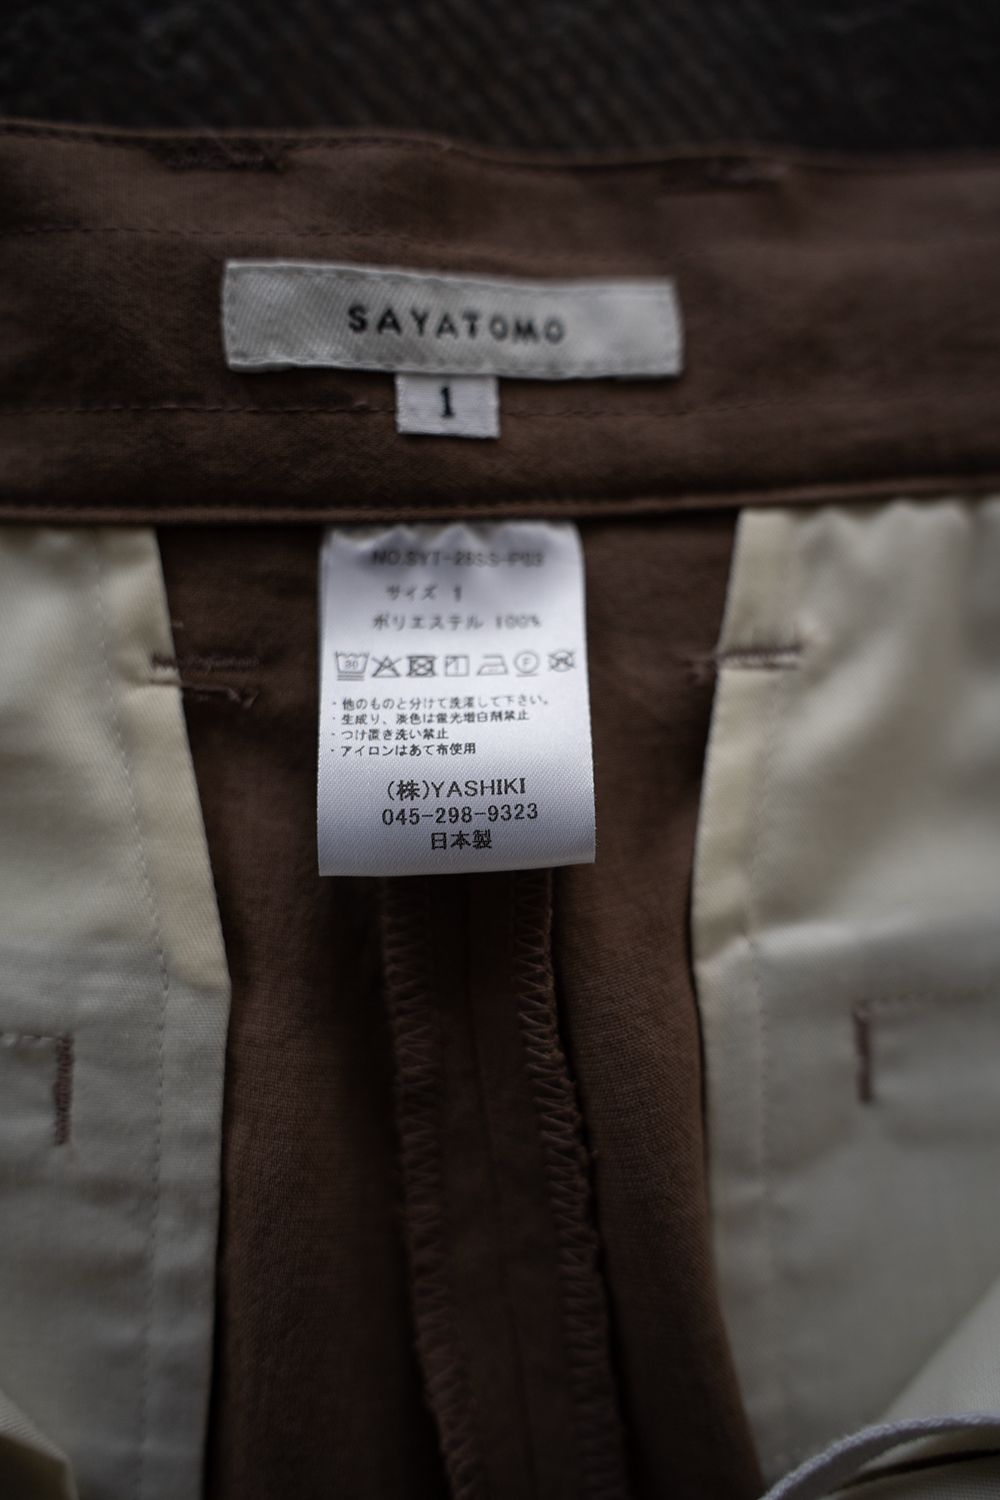 SAYATOMO
1
NO.SYT-26SS-P03
サイズ 1
ポリエステル 100%
30
F
・他のものと分けて洗濯して下さい。
・生成り、淡色は蛍光増白剤禁止
・つけ置き洗い禁止
・アイロンはあて布使用
(株)YASHIKI
045-298-9323
日本製